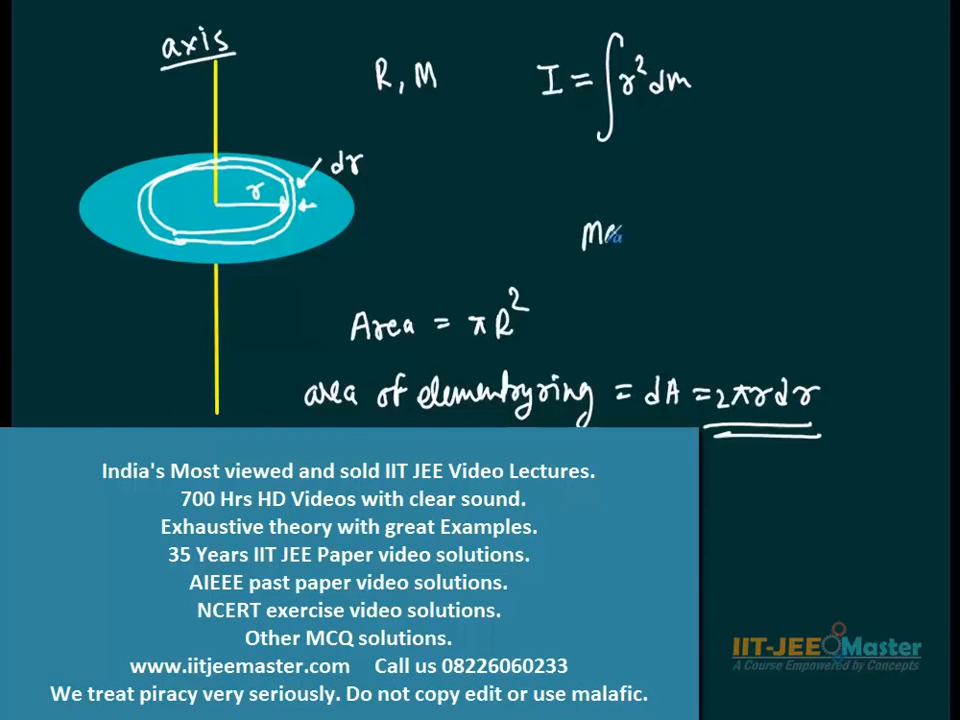 axis
R, M
I = ∫ r² dm
dr
r
Area = πR²
area of elementry ring = dA = 2πrdr
India's Most viewed and sold IIT JEE Video Lectures.
700 Hrs HD Videos with clear sound.
Exhaustive theory with great Examples.
35 Years IIT JEE Paper video solutions.
AIEEE past paper video solutions.
NCERT exercise video solutions.
Other MCQ solutions.
www.iitjeemaster.com Call us 08226060233
We treat piracy very seriously. Do not copy edit or use malafic.
IIT-JEE Master
A Course Empowered by Concepts